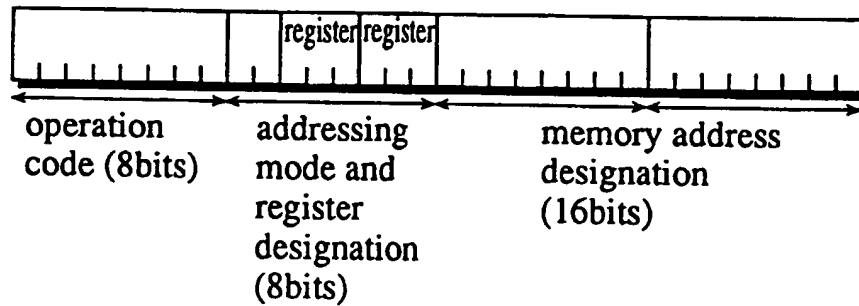 register register
operation
code (8bits)
addressing
mode and
register
designation
(8bits)
memory address
designation
(16bits)